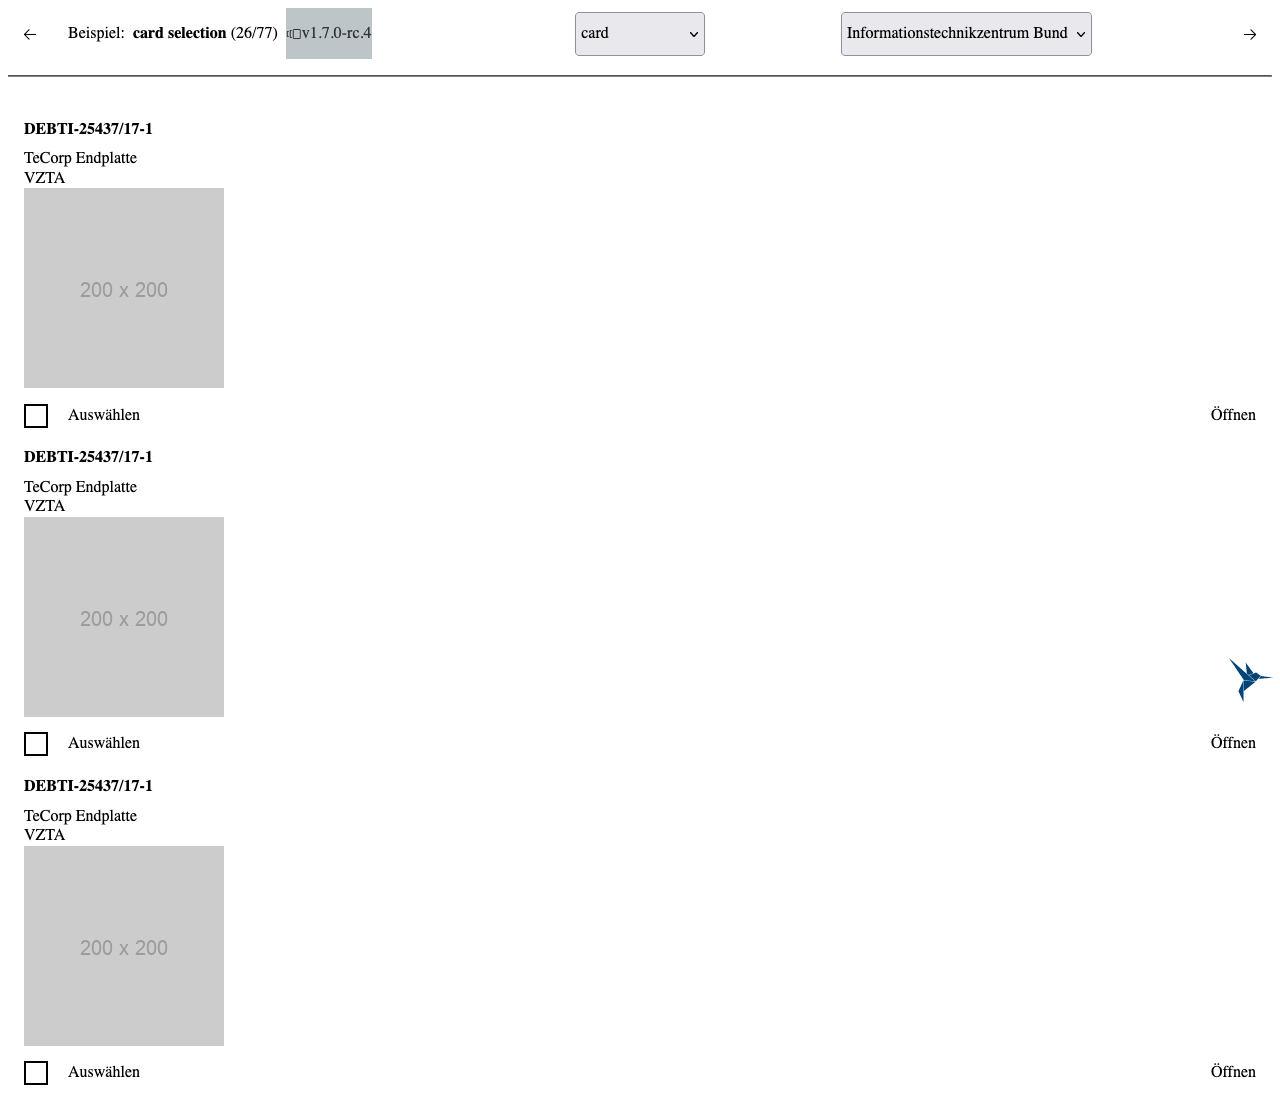 Beispiel: card selection (26/77) v1.7.0-rc.4 card Informationstechnikzentrum Bund
DEBTI-25437/17-1
TeCorp Endplatte
VZTA
200 x 200
Auswählen Öffnen
DEBTI-25437/17-1
TeCorp Endplatte
VZTA
200 x 200
Auswählen Öffnen
DEBTI-25437/17-1
TeCorp Endplatte
VZTA
200 x 200
Auswählen Öffnen